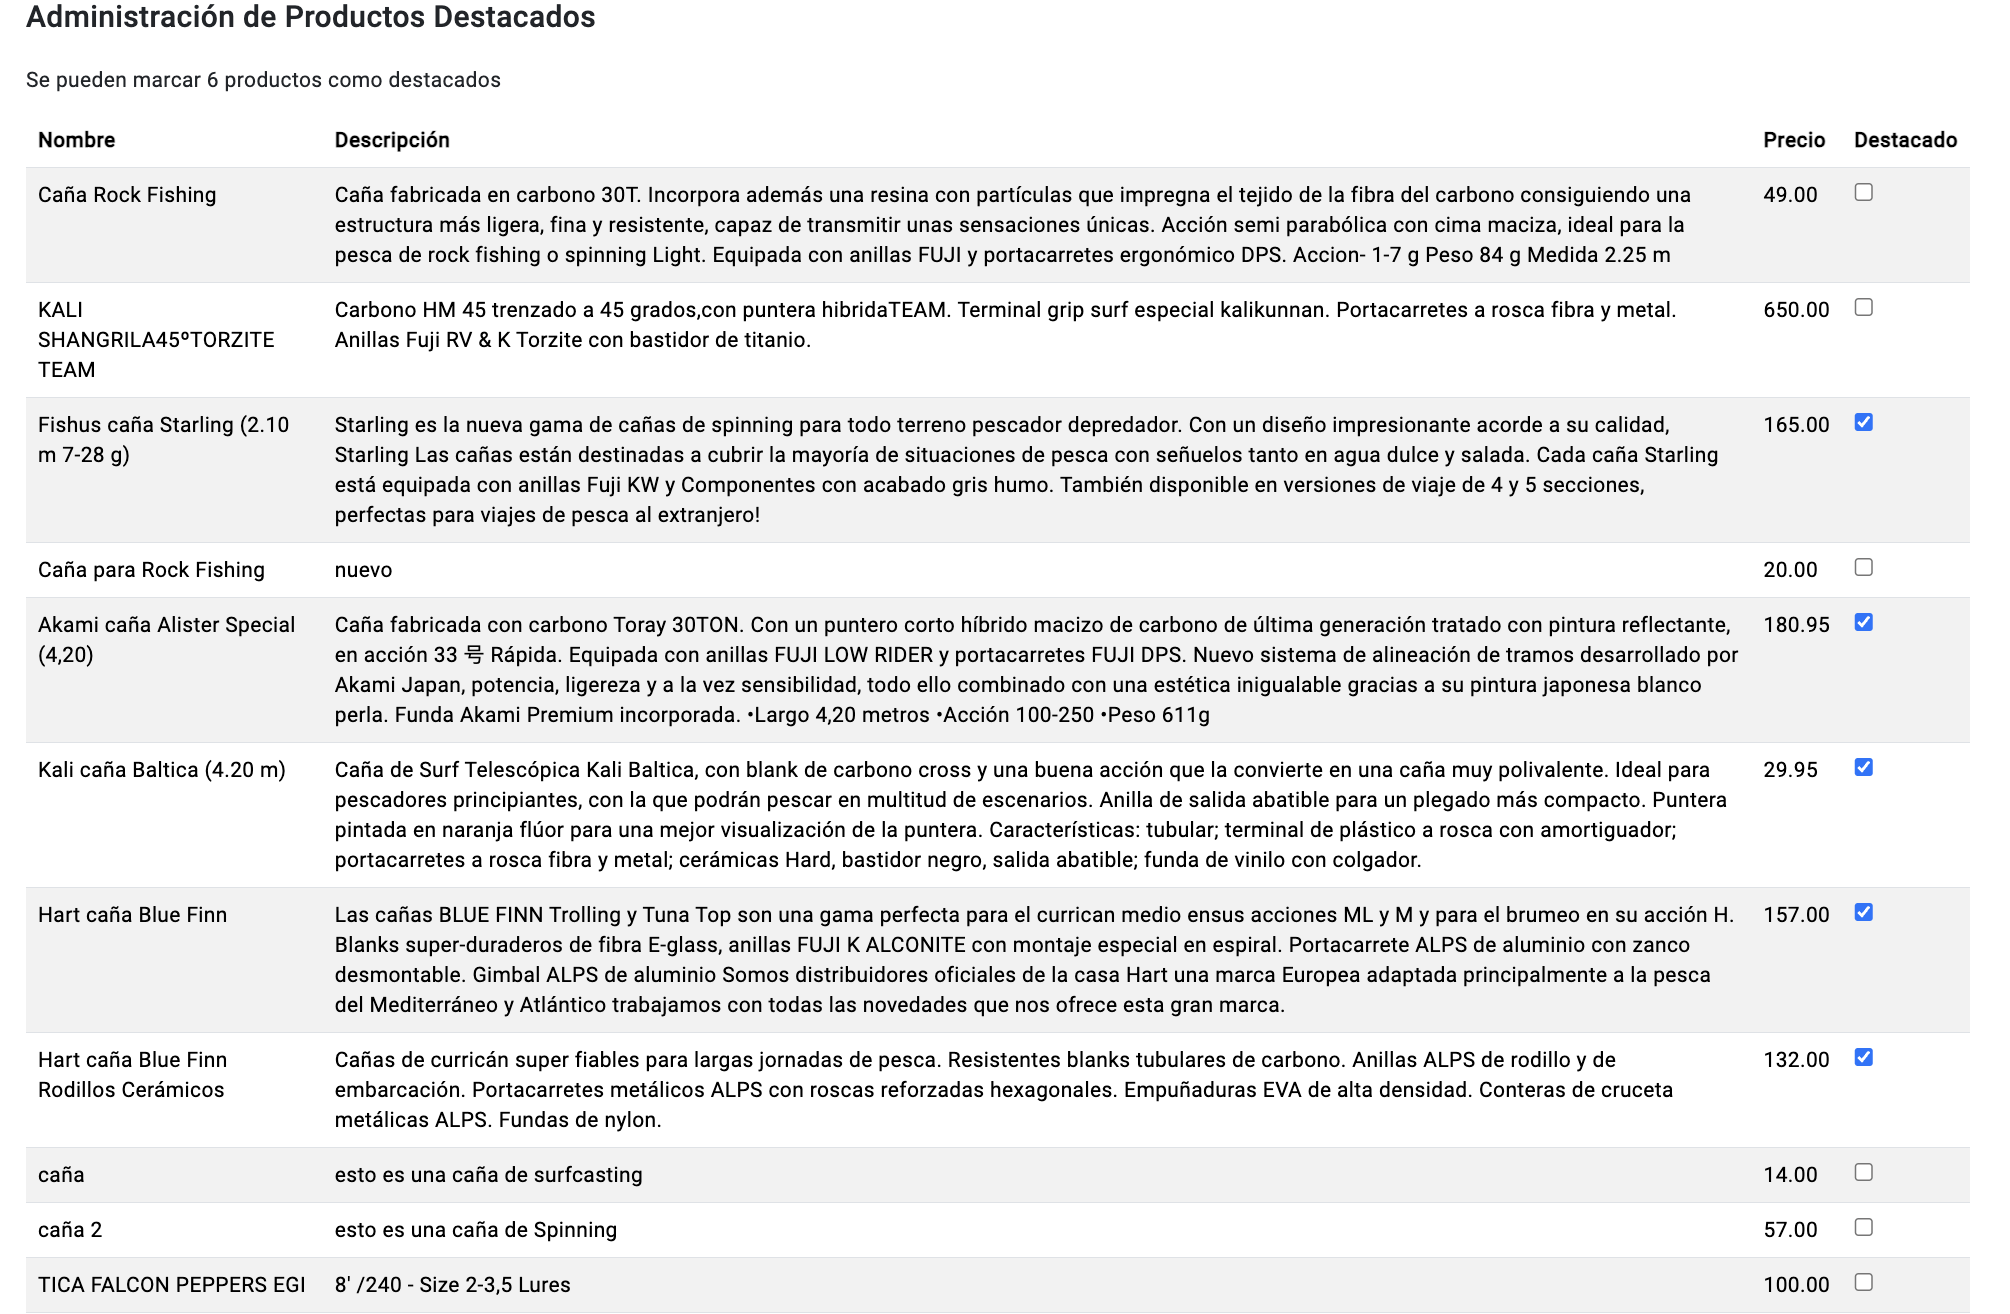 Administración de Productos Destacados
Se pueden marcar 6 productos como destacados
Nombre Descripción Precio Destacado
Caña Rock Fishing
Caña fabricada en carbono 30T. Incorpora además una resina con partículas que impregna el tejido de la fibra del carbono consiguiendo una
estructura más ligera, fina y resistente, capaz de transmitir unas sensaciones únicas. Acción semi parabólica con cima maciza, ideal para la
pesca de rock fishing o spinning Light. Equipada con anillas FUJI y portacarretes ergonómico DPS. Accion- 1-7 g Peso 84 g Medida 2.25 m
49.00
KALI
SHANGRILA45ºTORZITE
TEAM
Carbono HM 45 trenzado a 45 grados,con puntera hibridaTEAM. Terminal grip surf especial kalikunnan. Portacarretes a rosca fibra y metal.
Anillas Fuji RV & K Torzite con bastidor de titanio.
650.00
Fishus caña Starling (2.10
m 7-28 g)
Starling es la nueva gama de cañas de spinning para todo terreno pescador depredador. Con un diseño impresionante acorde a su calidad,
Starling Las cañas están destinadas a cubrir la mayoría de situaciones de pesca con señuelos tanto en agua dulce y salada. Cada caña Starling
está equipada con anillas Fuji KW y Componentes con acabado gris humo. También disponible en versiones de viaje de 4 y 5 secciones,
perfectas para viajes de pesca al extranjero!
165.00
Caña para Rock Fishing
nuevo
20.00
Akami caña Alister Special
(4,20)
Caña fabricada con carbono Toray 30TON. Con un puntero corto híbrido macizo de carbono de última generación tratado con pintura reflectante,
en acción 33 号 Rápida. Equipada con anillas FUJI LOW RIDER y portacarretes FUJI DPS. Nuevo sistema de alineación de tramos desarrollado por
Akami Japan, potencia, ligereza y a la vez sensibilidad, todo ello combinado con una estética inigualable gracias a su pintura japonesa blanco
perla. Funda Akami Premium incorporada. •Largo 4,20 metros •Acción 100-250 •Peso 611g
180.95
Kali caña Baltica (4.20 m)
Caña de Surf Telescópica Kali Baltica, con blank de carbono cross y una buena acción que la convierte en una caña muy polivalente. Ideal para
pescadores principiantes, con la que podrán pescar en multitud de escenarios. Anilla de salida abatible para un plegado más compacto. Puntera
pintada en naranja flúor para una mejor visualización de la puntera. Características: tubular; terminal de plástico a rosca con amortiguador;
portacarretes a rosca fibra y metal; cerámicas Hard, bastidor negro, salida abatible; funda de vinilo con colgador.
29.95
Hart caña Blue Finn
Las cañas BLUE FINN Trolling y Tuna Top son una gama perfecta para el currican medio ensus acciones ML y M y para el brumeo en su acción H.
Blanks super-duraderos de fibra E-glass, anillas FUJI K ALCONITE con montaje especial en espiral. Portacarrete ALPS de aluminio con zanco
desmontable. Gimbal ALPS de aluminio Somos distribuidores oficiales de la casa Hart una marca Europea adaptada principalmente a la pesca
del Mediterráneo y Atlántico trabajamos con todas las novedades que nos ofrece esta gran marca.
157.00
Hart caña Blue Finn
Rodillos Cerámicos
Cañas de curricán super fiables para largas jornadas de pesca. Resistentes blanks tubulares de carbono. Anillas ALPS de rodillo y de
embarcación. Portacarretes metálicos ALPS con roscas reforzadas hexagonales. Empuñaduras EVA de alta densidad. Conteras de cruceta
metálicas ALPS. Fundas de nylon.
132.00
caña
esto es una caña de surfcasting
14.00
caña 2
esto es una caña de Spinning
57.00
TICA FALCON PEPPERS EGI
8' /240 - Size 2-3,5 Lures
100.00